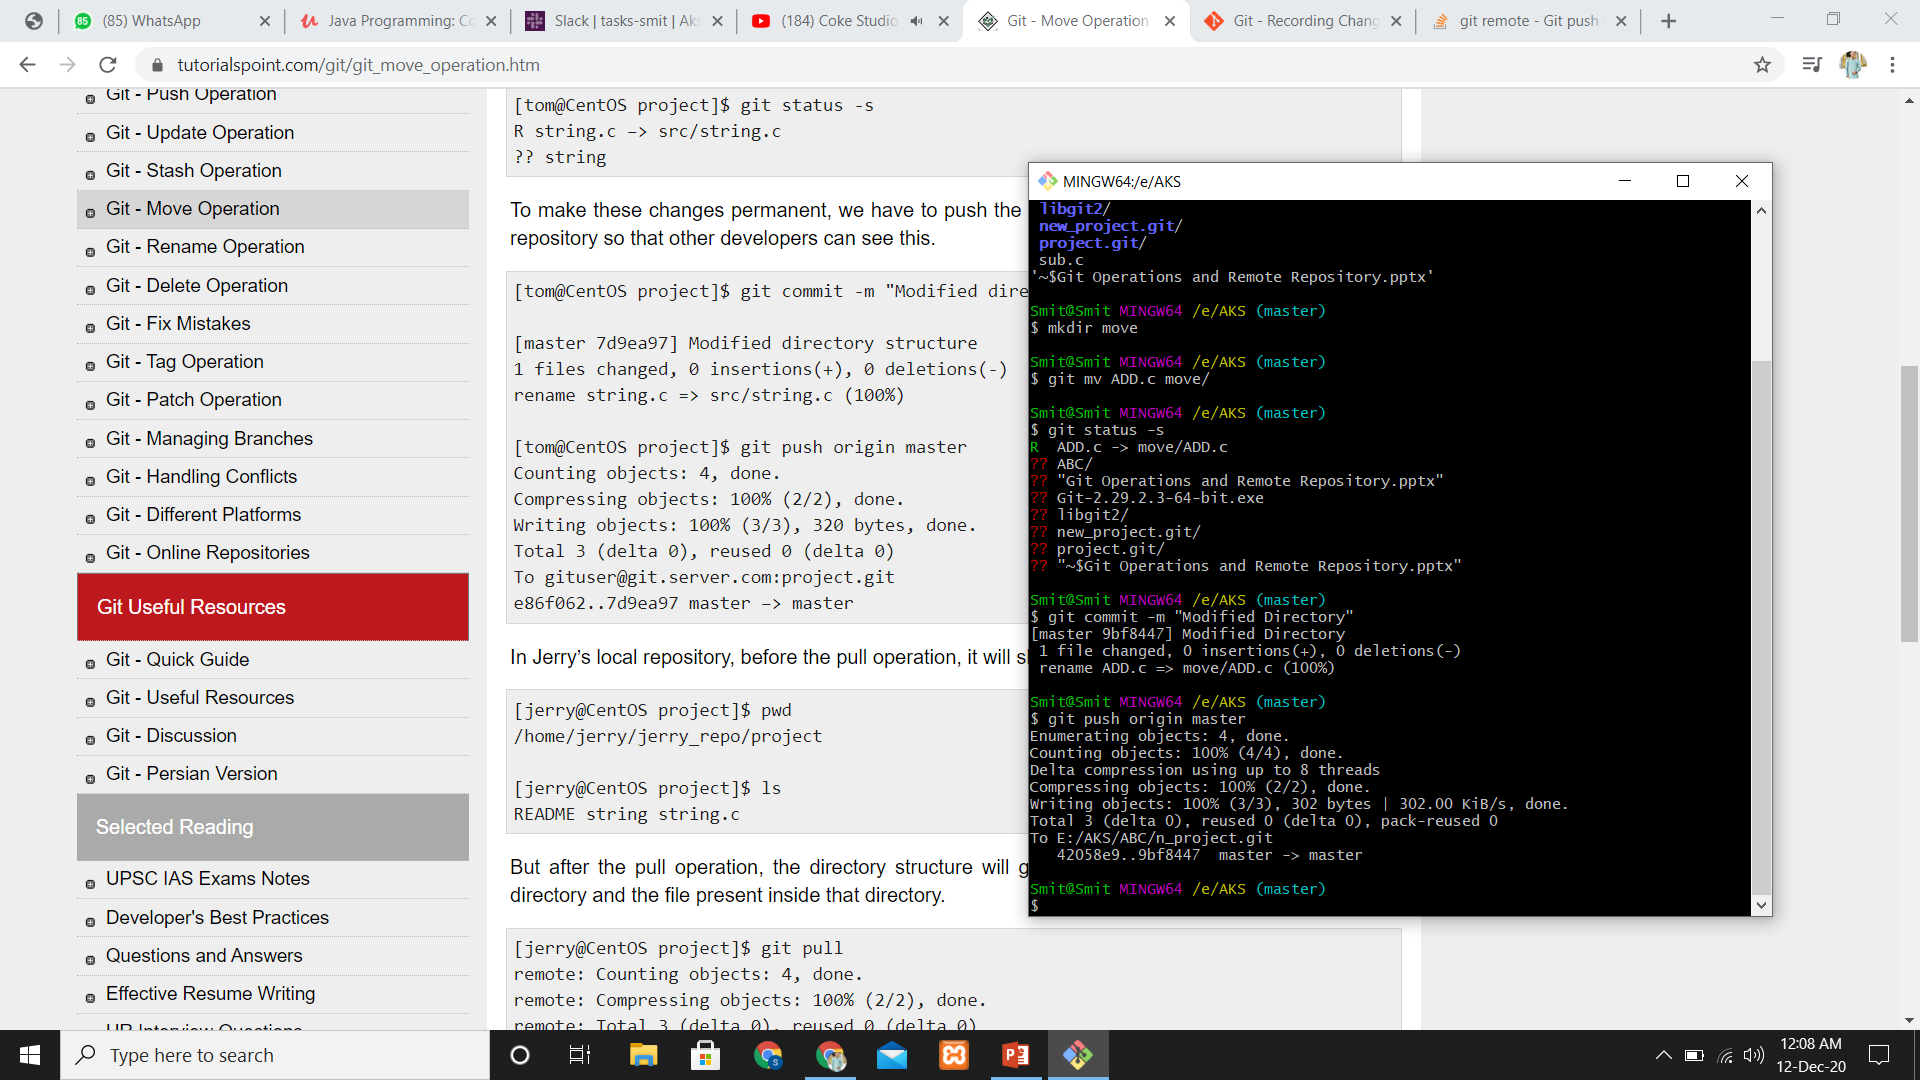 (85) WhatsApp
Java Programming: Co
Slack | tasks-smit | Aks
(184) Coke Studio
Git - Move Operation
Git - Recording Chang
git remote - Git push
tutorialspoint.com/git/git_move_operation.htm
Git - Push Operation
Git - Update Operation
Git - Stash Operation
Git - Move Operation
Git - Rename Operation
Git - Delete Operation
Git - Fix Mistakes
Git - Tag Operation
Git - Patch Operation
Git - Managing Branches
Git - Handling Conflicts
Git - Different Platforms
Git - Online Repositories
Git Useful Resources
Git - Quick Guide
Git - Useful Resources
Git - Discussion
Git - Persian Version
Selected Reading
UPSC IAS Exams Notes
Developer's Best Practices
Questions and Answers
Effective Resume Writing
HR Interview Questions
[tom@CentOS project]$ git status -s
R string.c –> src/string.c
?? string
To make these changes permanent, we have to push the
repository so that other developers can see this.
[tom@CentOS project]$ git commit -m "Modified dire
[master 7d9ea97] Modified directory structure
1 files changed, 0 insertions(+), 0 deletions(-)
rename string.c => src/string.c (100%)
[tom@CentOS project]$ git push origin master
Counting objects: 4, done.
Compressing objects: 100% (2/2), done.
Writing objects: 100% (3/3), 320 bytes, done.
Total 3 (delta 0), reused 0 (delta 0)
To gituser@git.server.com:project.git
e86f062..7d9ea97 master –> master
In Jerry’s local repository, before the pull operation, it will s
[jerry@CentOS project]$ pwd
/home/jerry/jerry_repo/project
[jerry@CentOS project]$ ls
README string string.c
But after the pull operation, the directory structure will g
directory and the file present inside that directory.
[jerry@CentOS project]$ git pull
remote: Counting objects: 4, done.
remote: Compressing objects: 100% (2/2), done.
remote: Total 3 (delta 0), reused 0 (delta 0)
MINGW64:/e/AKS
libgit2/
new_project.git/
project.git/
sub.c
'~$Git Operations and Remote Repository.pptx'
Smit@Smit MINGW64 /e/AKS (master)
$ mkdir move
Smit@Smit MINGW64 /e/AKS (master)
$ git mv ADD.c move/
Smit@Smit MINGW64 /e/AKS (master)
$ git status -s
R  ADD.c -> move/ADD.c
?? ABC/
?? "Git Operations and Remote Repository.pptx"
?? Git-2.29.2.3-64-bit.exe
?? libgit2/
?? new_project.git/
?? project.git/
?? "~$Git Operations and Remote Repository.pptx"
Smit@Smit MINGW64 /e/AKS (master)
$ git commit -m "Modified Directory"
[master 9bf8447] Modified Directory
1 file changed, 0 insertions(+), 0 deletions(-)
rename ADD.c => move/ADD.c (100%)
Smit@Smit MINGW64 /e/AKS (master)
$ git push origin master
Enumerating objects: 4, done.
Counting objects: 100% (4/4), done.
Delta compression using up to 8 threads
Compressing objects: 100% (2/2), done.
Writing objects: 100% (3/3), 302 bytes | 302.00 KiB/s, done.
Total 3 (delta 0), reused 0 (delta 0), pack-reused 0
To E:/AKS/ABC/n_project.git
42058e9..9bf8447  master -> master
Smit@Smit MINGW64 /e/AKS (master)
$
Type here to search
12:08 AM
12-Dec-20